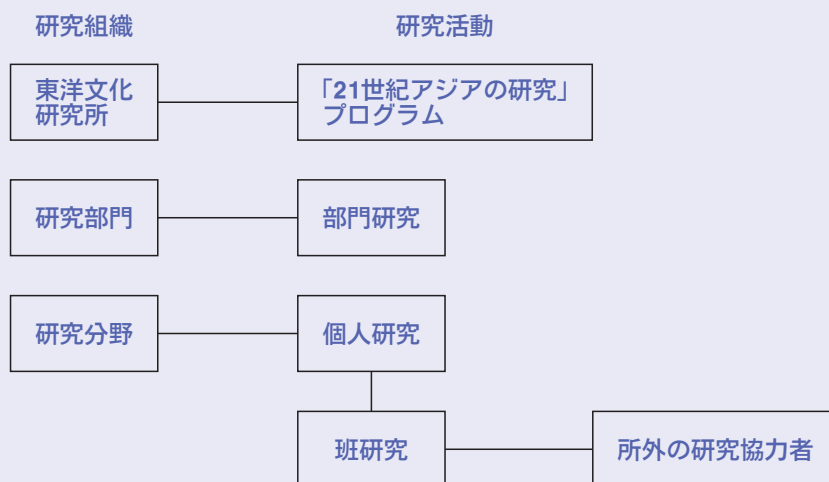 研究組織
研究活動
東洋文化
研究所
「21世紀アジアの研究」
プログラム
研究部門
部門研究
研究分野
個人研究
班研究
所外の研究協力者